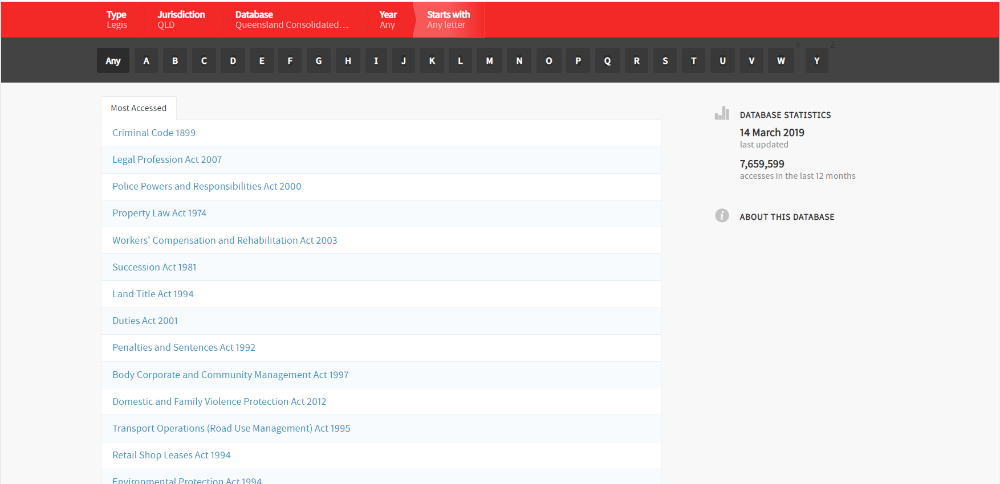 Type Jurisdiction Database Year Starts with
Legis QLD Queensland Consolidated... Any Any letter
Any A B C D E F G H I J K L M N O P Q R S T U V W X Y Z
Most Accessed
Criminal Code 1899
Legal Profession Act 2007
Police Powers and Responsibilities Act 2000
Property Law Act 1974
Workers' Compensation and Rehabilitation Act 2003
Succession Act 1981
Land Title Act 1994
Duties Act 2001
Penalties and Sentences Act 1992
Body Corporate and Community Management Act 1997
Domestic and Family Violence Protection Act 2012
Transport Operations (Road Use Management) Act 1995
Retail Shop Leases Act 1994
Environmental Protection Act 1994
DATABASE STATISTICS
14 March 2019
last updated
7,659,599
accesses in the last 12 months
ABOUT THIS DATABASE